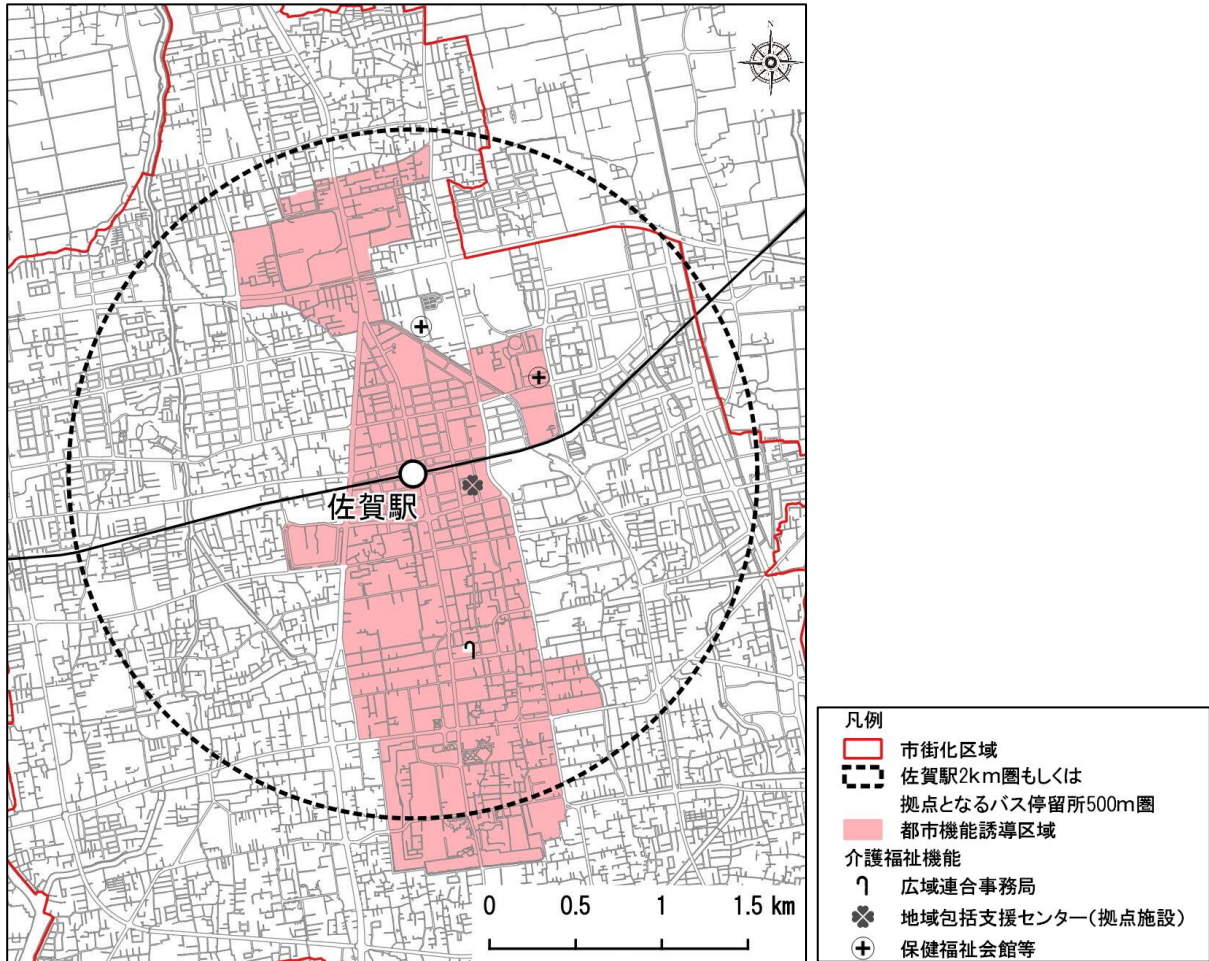 N
佐賀駅
0 0.5 1 1.5 km
凡例
市街化区域
佐賀駅2km圏もしくは
拠点となるバス停留所500m圏
都市機能誘導区域
介護福祉機能
広域連合事務局
地域包括支援センター(拠点施設)
保健福祉会館等